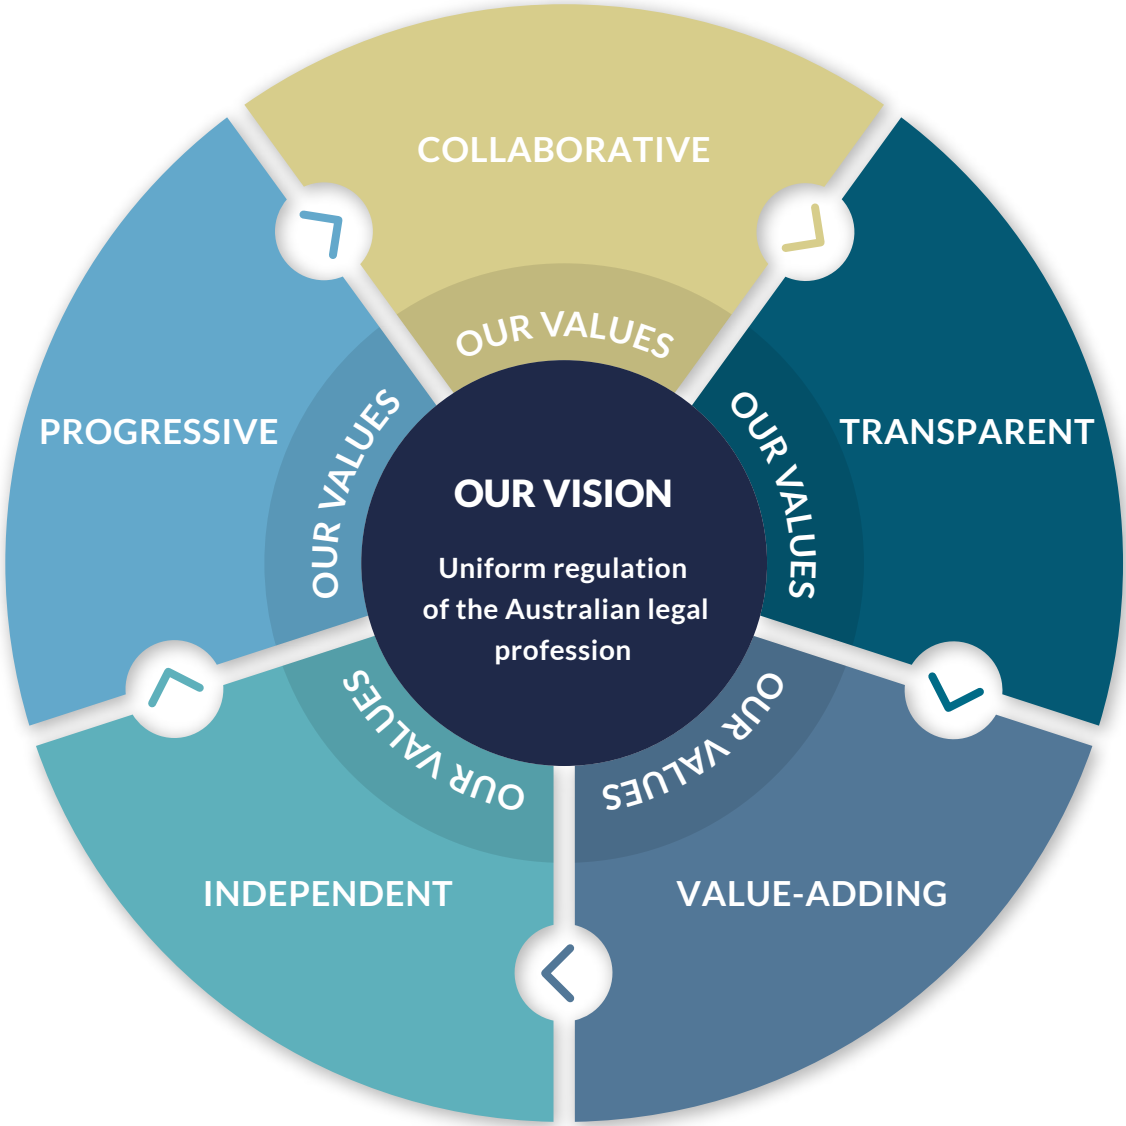 COLLABORATIVE
OUR VALUES
TRANSPARENT
OUR VALUES
VALUE-ADDING
OUR VALUES
INDEPENDENT
OUR VALUES
PROGRESSIVE
OUR VALUES
OUR VISION
Uniform regulation
of the Australian legal
profession